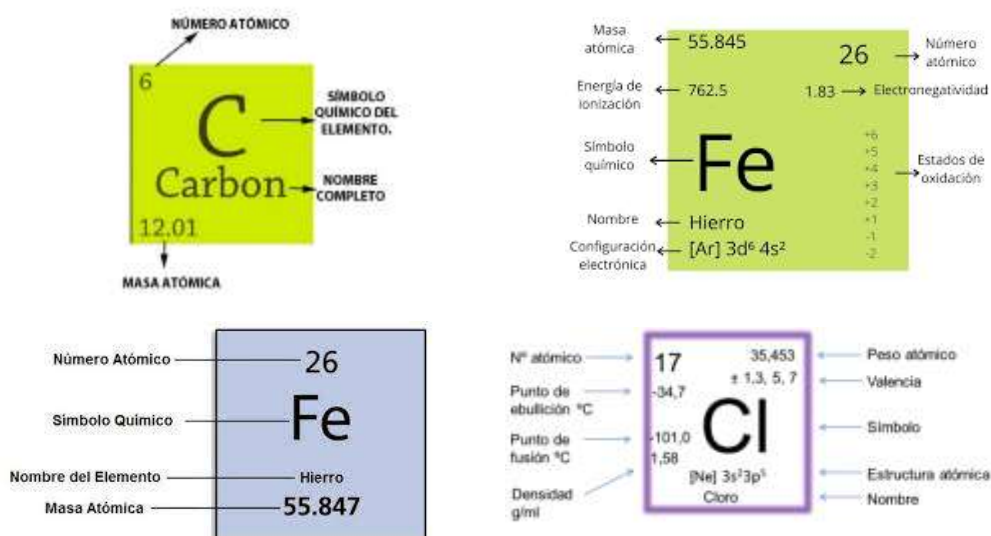 NÚMERO ATÓMICO
6
C
SÍMBOLO
QUÍMICO DEL
ELEMENTO.
Carbon
NOMBRE
COMPLETO
12.01
MASA ATÓMICA
Masa
atómica
55.845
26
Número
atómico
Energía de
ionización
762.5
1.83
Electronegatividad
Símbolo
químico
Fe
+6
+5
+4
+3
+2
+1
-1
-2
Estados de
oxidación
Nombre
Hierro
Configuración
electrónica
[Ar] 3d⁶ 4s²
Número Atómico
26
Símbolo Químico
Fe
Nombre del Elemento
Hierro
Masa Atómica
55.847
Nº atómico
17
35,453
Peso atómico
± 1,3, 5, 7
Valencia
Punto de
ebullición ºC
-34,7
Cl
Símbolo
Punto de
fusión ºC
-101,0
1,58
[Ne] 3s²3p⁵
Estructura atómica
Densidad
g/ml
Cloro
Nombre